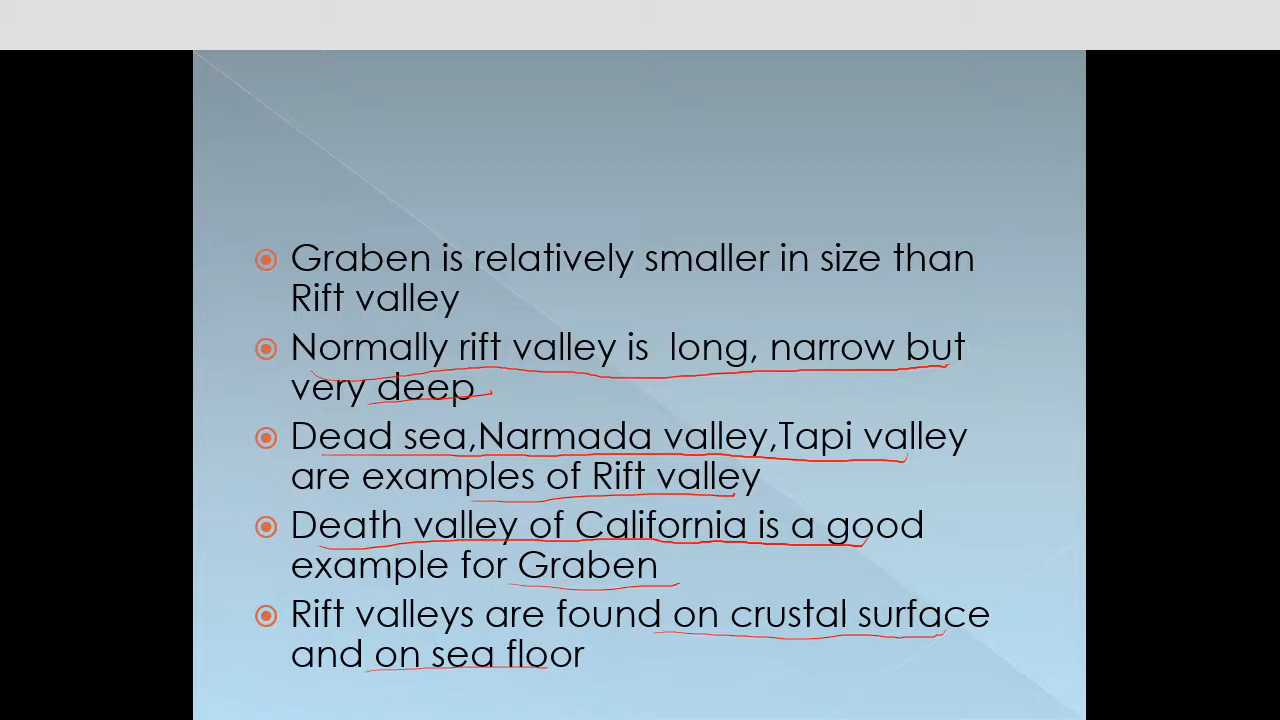 Graben is relatively smaller in size than
Rift valley
Normally rift valley is  long, narrow but
very deep
Dead sea,Narmada valley,Tapi valley
are examples of Rift valley
Death valley of California is a good
example for Graben
Rift valleys are found on crustal surface
and on sea floor